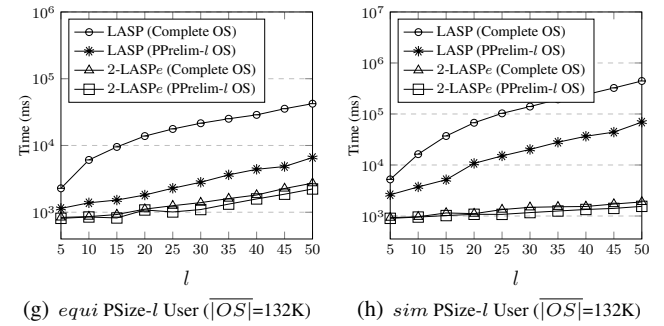 10^6
LASP (Complete OS)
LASP (PPrelim-l OS)
2-LASPe (Complete OS)
2-LASPe (PPrelim-l OS)
10^5
10^4
10^3
Time (ms)
5 10 15 20 25 30 35 40 45 50
l
(g) equi PSize-l User (|OS|=132K)
10^7
LASP (Complete OS)
LASP (PPrelim-l OS)
2-LASPe (Complete OS)
2-LASPe (PPrelim-l OS)
10^6
10^5
10^4
10^3
Time (ms)
5 10 15 20 25 30 35 40 45 50
l
(h) sim PSize-l User (|OS|=132K)